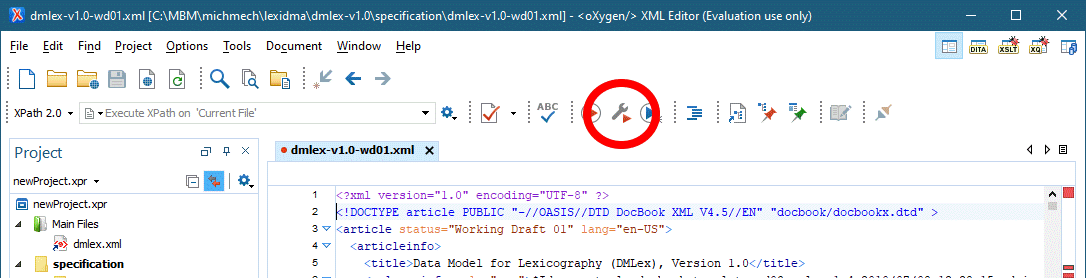 dmlex-v1.0-wd01.xml [C:\MBM\michmech\lexidma\dmlex-v1.0\specification\dmlex-v1.0-wd01.xml] - <oXygen/> XML Editor (Evaluation use only)
File Edit Find Project Options Tools Document Window Help
DITA XSLT XQ
XPath 2.0 Execute XPath on 'Current File' ABC
Project dmlex-v1.0-wd01.xml
newProject.xpr
newProject.xpr
Main Files
dmlex.xml
specification
1 <?xml version="1.0" encoding="UTF-8" ?>
2 <!DOCTYPE article PUBLIC "-//OASIS//DTD DocBook XML V4.5//EN" "docbook/docbookx.dtd" >
3 <article status="Working Draft 01" lang="en-US">
4 <articleinfo>
5 <title>Data Model for Lexicography (DMLex), Version 1.0</title>